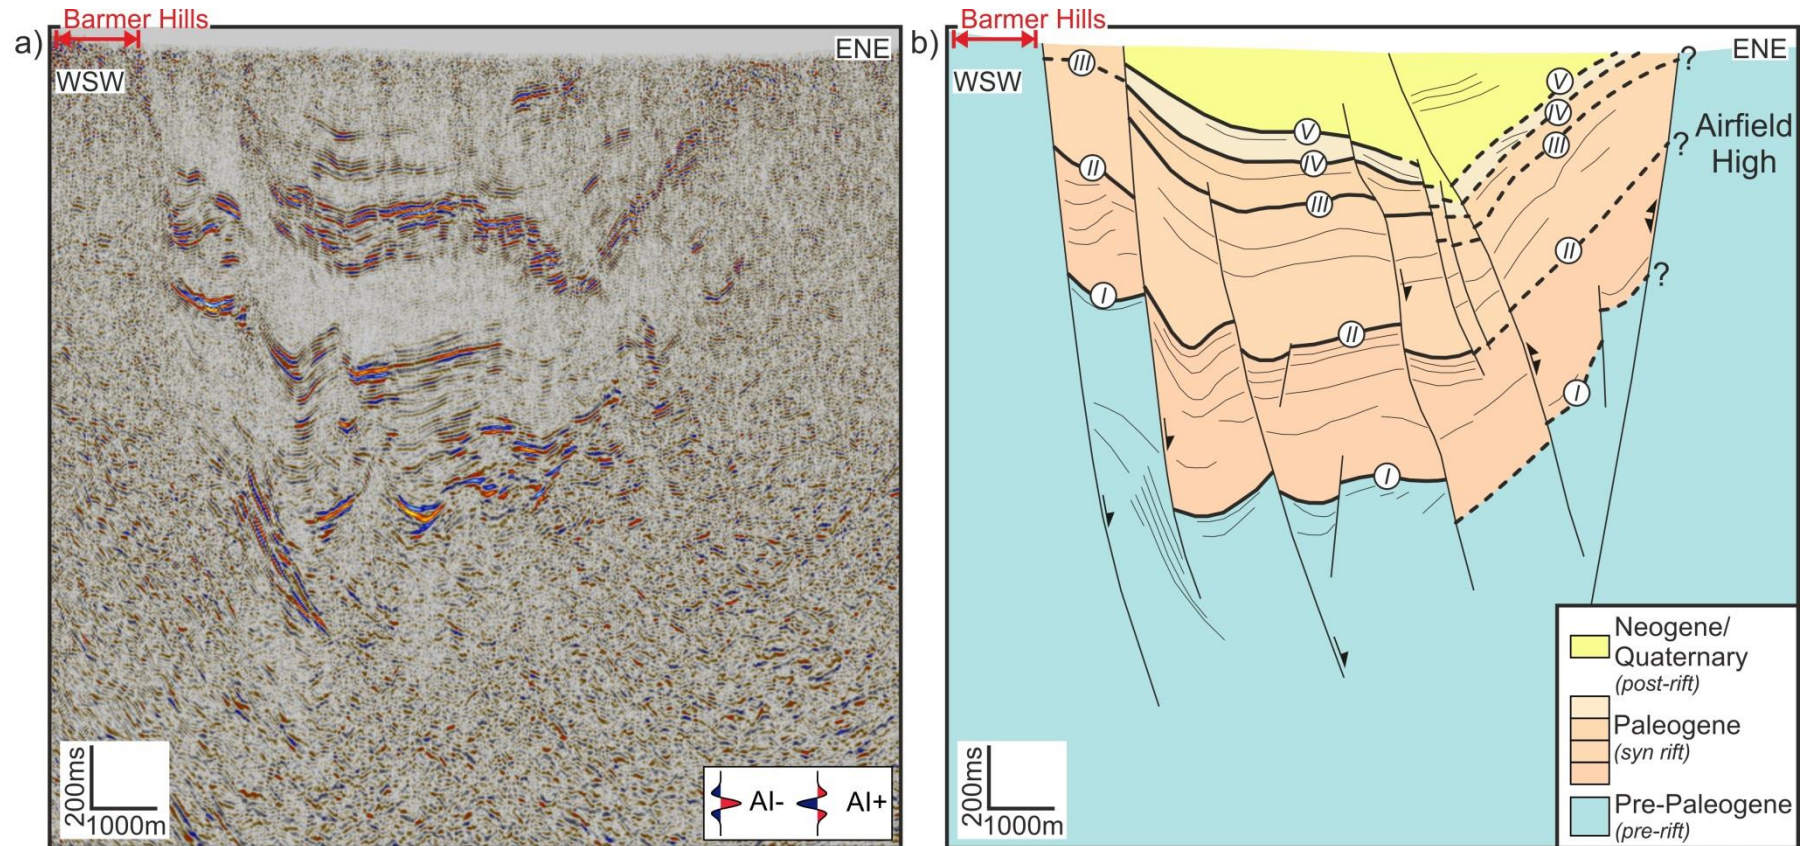 Barmer Hills
a)
WSW
ENE
200ms
1000m
AI-
AI+
Barmer Hills
b)
WSW
ENE
III
V
IV
III
?
Airfield
High
?
II
V
IV
III
II
?
I
II
I
I
Neogene/
Quaternary
(post-rift)
Paleogene
(syn rift)
Pre-Paleogene
(pre-rift)
200ms
1000m